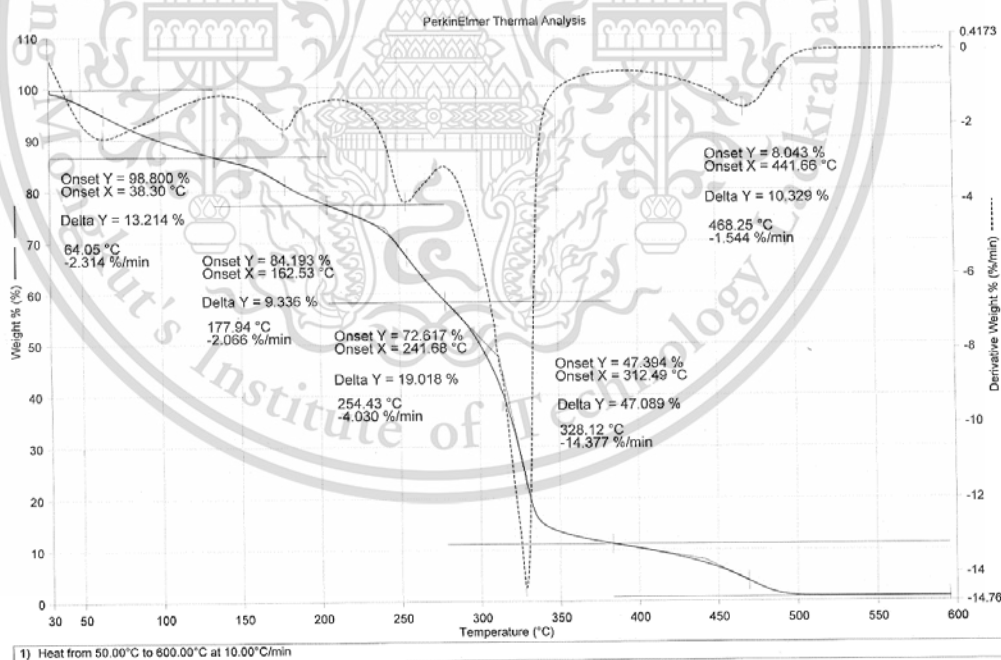 PerkinElmer Thermal Analysis
110
100
90
80
70
60
50
40
30
20
10
0
Weight % (%)
Onset Y = 98.800 %
Onset X = 38.30 °C
Delta Y = 13.214 %
64.05 °C
-2.314 %/min
Onset Y = 84.193 %
Onset X = 162.53 °C
Delta Y = 9.336 %
177.94 °C
-2.066 %/min
Onset Y = 72.617 %
Onset X = 241.68 °C
Delta Y = 19.018 %
254.43 °C
-4.030 %/min
Onset Y = 47.394 %
Onset X = 312.49 °C
Delta Y = 47.089 %
328.12 °C
-14.377 %/min
Onset Y = 8.043 %
Onset X = 441.66 °C
Delta Y = 10.329 %
468.25 °C
-1.544 %/min
0.4173
0
-2
-4
-6
-8
-10
-12
-14
-14.76
Derivative Weight % (%/min)
30 50 100 150 200 250 300 350 400 450 500 550 600
Temperature (°C)
1) Heat from 50.00°C to 600.00°C at 10.00°C/min
Institute of Technology